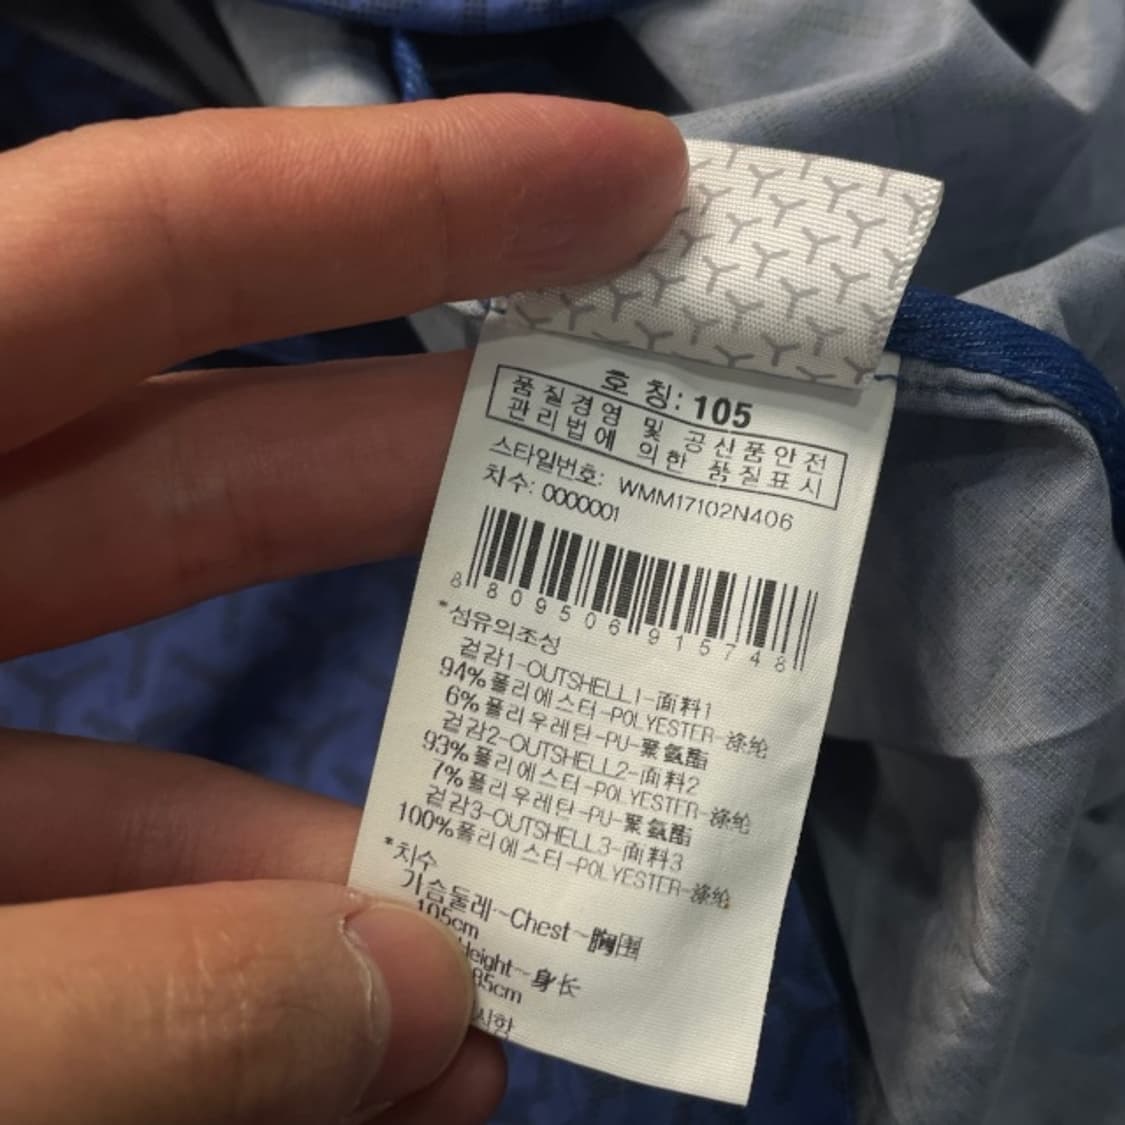 호 칭: 105
품질경영 및 공산품안전
관리법에 의한 품질표시
스타일번호: WMM17102N406
치수: 0000001
8 809506 915748
*섬유의조성
겉감1-OUTSHELL1-面料1
94%폴리에스터-POLYESTER-涤纶
6%폴리우레탄-PU-聚氨酯
겉감2-OUTSHELL2-面料2
93%폴리에스터-POLYESTER-涤纶
7%폴리우레탄-PU-聚氨酯
겉감3-OUTSHELL3-面料3
100%폴리에스터-POLYESTER-涤纶
*치수
가슴둘레~Chest~胸围
105cm
Height~身长
85cm